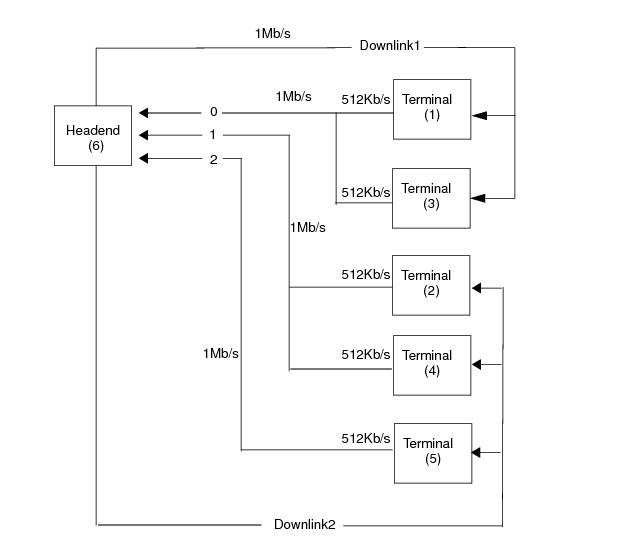 1Mb/s
Downlink1
1Mb/s
512Kb/s
Terminal
(1)
0
Headend
(6)
1
2
512Kb/s
Terminal
(3)
1Mb/s
512Kb/s
Terminal
(2)
1Mb/s
512Kb/s
Terminal
(4)
512Kb/s
Terminal
(5)
Downlink2